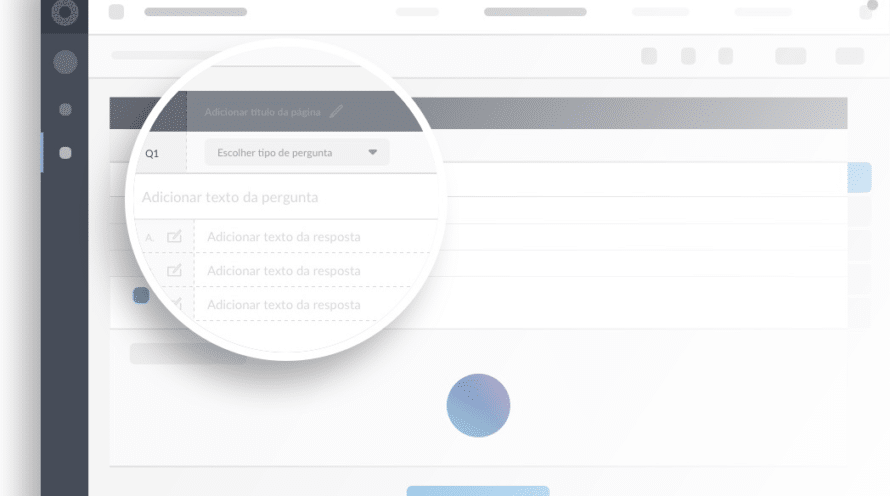 Adicionar título da página
Q1
Escolher tipo de pergunta
Adicionar texto da pergunta
A.
Adicionar texto da resposta
Adicionar texto da resposta
Adicionar texto da resposta